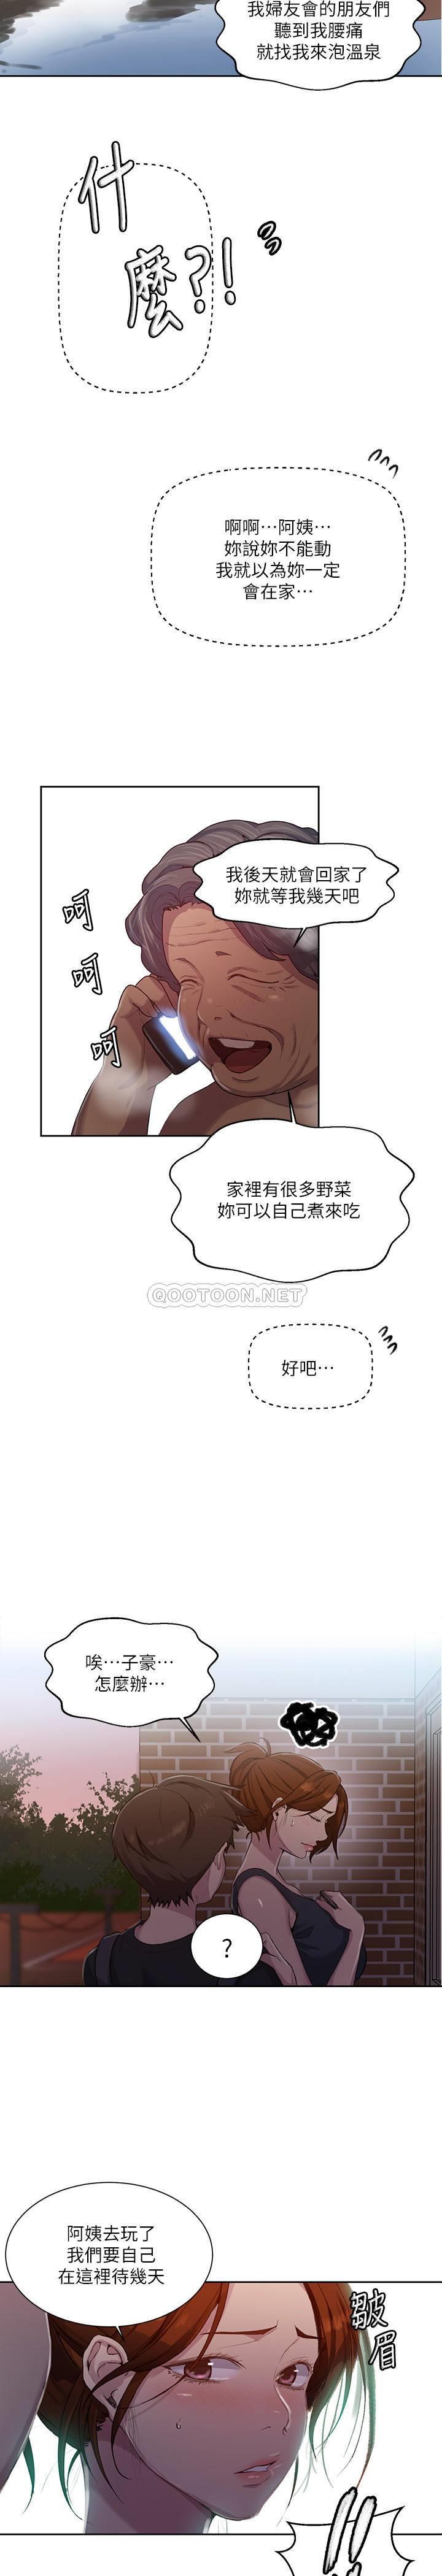 我婦友會的朋友們
聽到我腰痛
就找我來泡溫泉
什
麼?!
啊啊…阿姨…
妳說妳不能動
我就以為妳一定
會在家…
我後天就會回家了
妳就等我幾天吧
呵
呵
呵
家裡有很多野菜
妳可以自己煮來吃
QOOTOON.NET
好吧…
唉…子豪…
怎麼辦…
?
阿姨去玩了
我們要自己
在這裡待幾天
皺
眉